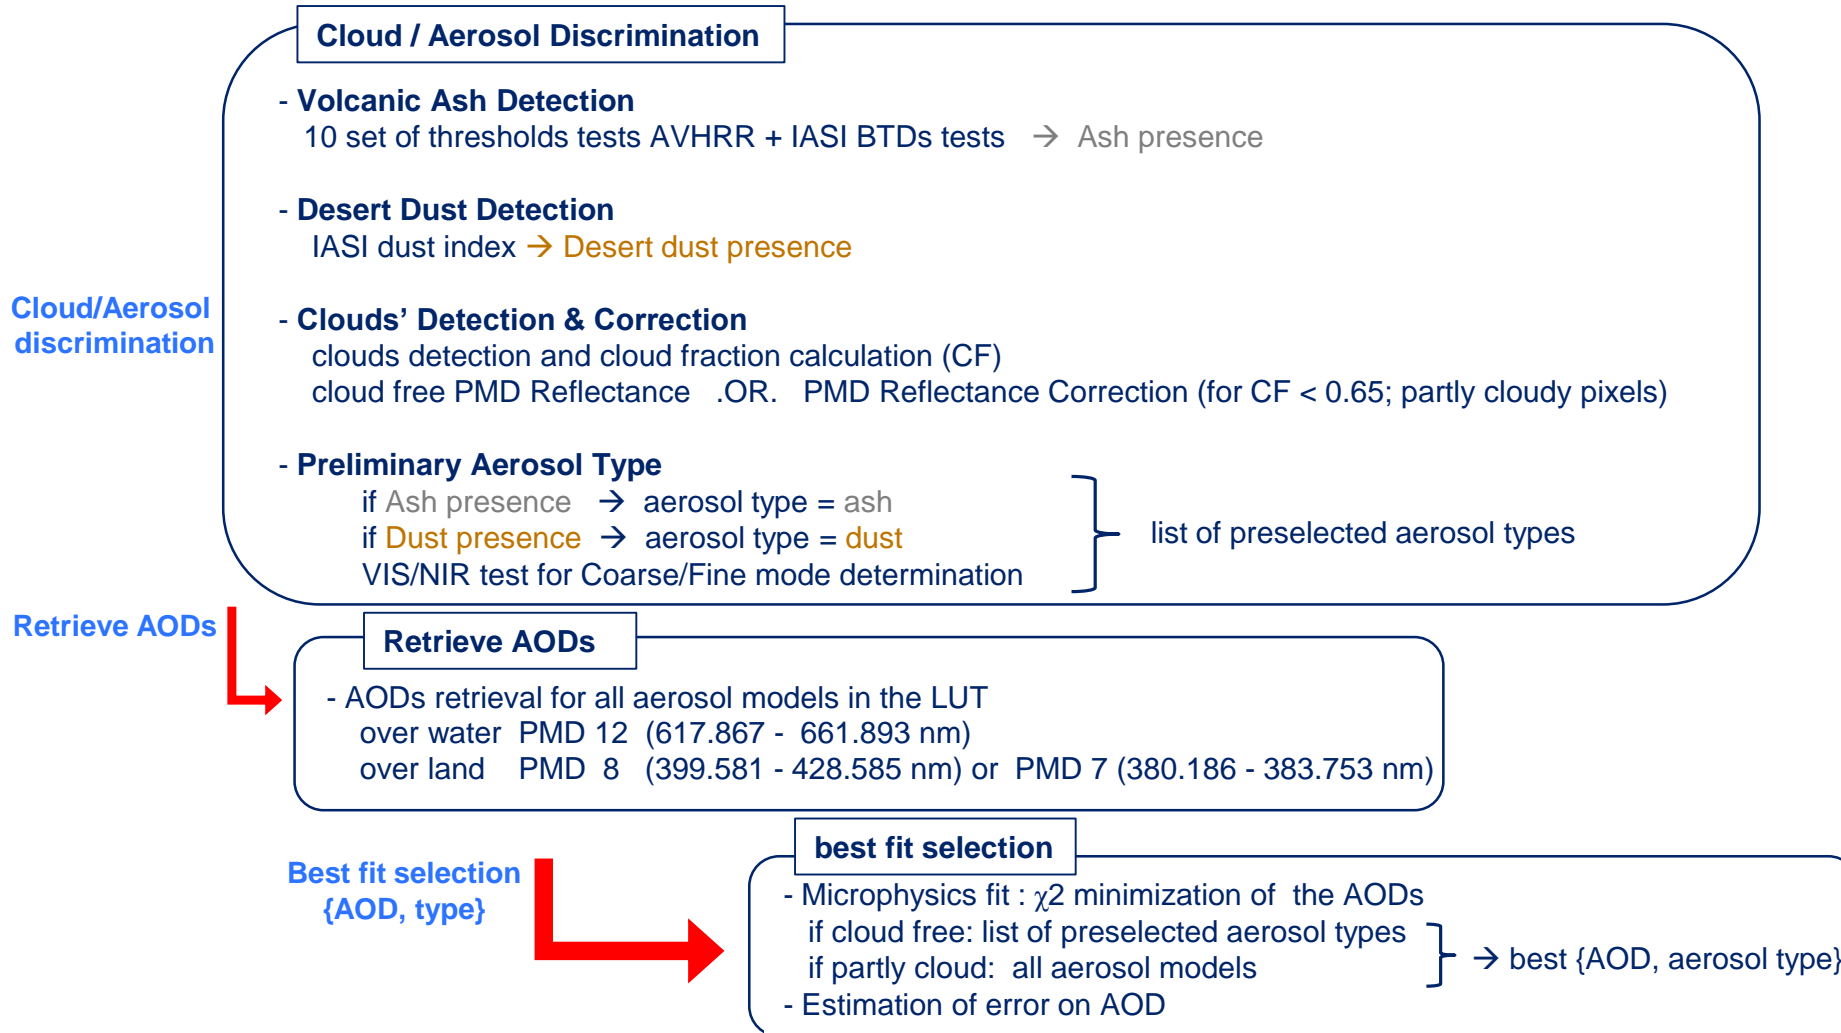 Cloud / Aerosol Discrimination
- Volcanic Ash Detection
10 set of thresholds tests AVHRR + IASI BTDs tests → Ash presence
- Desert Dust Detection
IASI dust index → Desert dust presence
Cloud/Aerosol
discrimination
- Clouds’ Detection & Correction
clouds detection and cloud fraction calculation (CF)
cloud free PMD Reflectance .OR. PMD Reflectance Correction (for CF < 0.65; partly cloudy pixels)
- Preliminary Aerosol Type
if Ash presence → aerosol type = ash
if Dust presence → aerosol type = dust
VIS/NIR test for Coarse/Fine mode determination
list of preselected aerosol types
Retrieve AODs
Retrieve AODs
- AODs retrieval for all aerosol models in the LUT
over water PMD 12 (617.867 - 661.893 nm)
over land PMD 8 (399.581 - 428.585 nm) or PMD 7 (380.186 - 383.753 nm)
Best fit selection
{AOD, type}
best fit selection
- Microphysics fit : χ2 minimization of the AODs
if cloud free: list of preselected aerosol types
if partly cloud: all aerosol models
→ best {AOD, aerosol type}
- Estimation of error on AOD